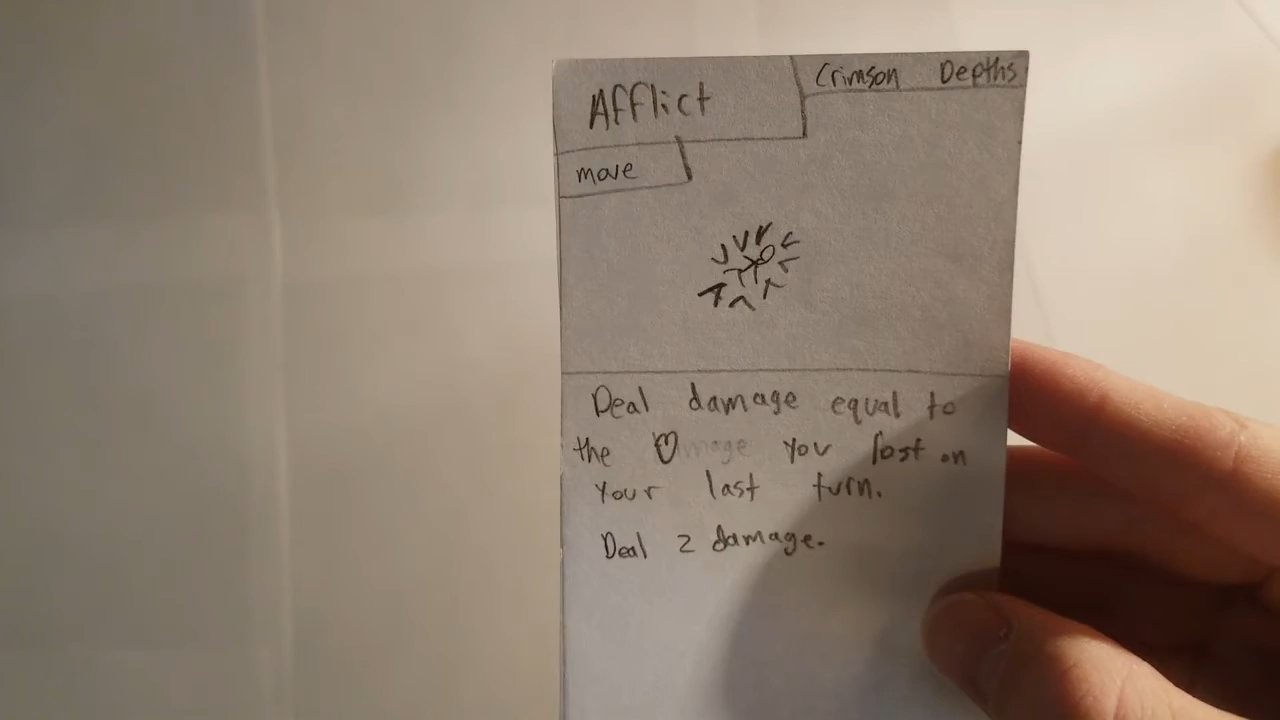 Afflict
Crimson Depths
move
Deal damage equal to
the ♡ you lost on
your last turn.
Deal 2 damage.